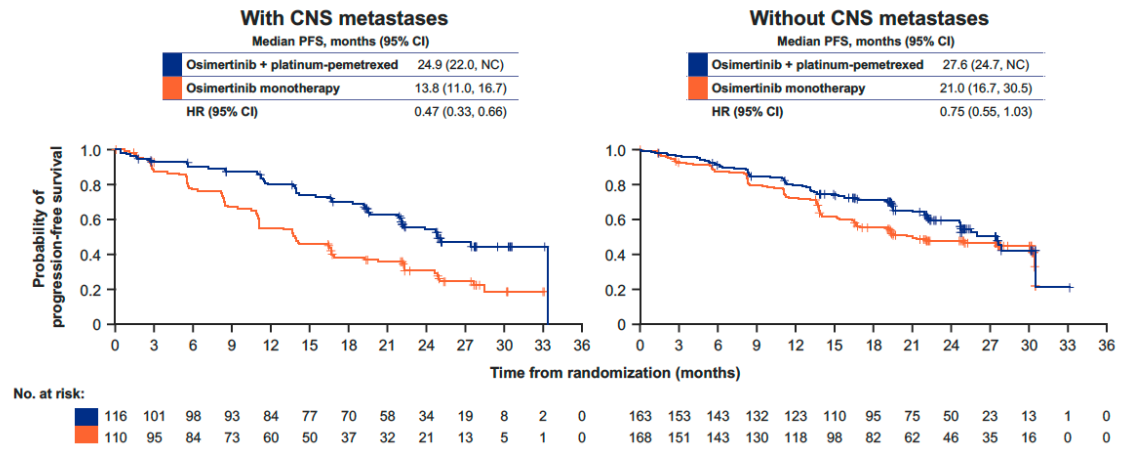 With CNS metastases
Median PFS, months (95% CI)
Osimertinib + platinum-pemetrexed 24.9 (22.0, NC)
Osimertinib monotherapy 13.8 (11.0, 16.7)
HR (95% CI) 0.47 (0.33, 0.66)
Without CNS metastases
Median PFS, months (95% CI)
Osimertinib + platinum-pemetrexed 27.6 (24.7, NC)
Osimertinib monotherapy 21.0 (16.7, 30.5)
HR (95% CI) 0.75 (0.55, 1.03)
Probability of
progression-free survival
1.0
0.8
0.6
0.4
0.2
0
0 3 6 9 12 15 18 21 24 27 30 33 36
1.0
0.8
0.6
0.4
0.2
0
0 3 6 9 12 15 18 21 24 27 30 33 36
Time from randomization (months)
No. at risk:
116 101 98 93 84 77 70 58 34 19 8 2 0
110 95 84 73 60 50 37 32 21 13 5 1 0
163 153 143 132 123 110 95 75 50 23 13 1 0
168 151 143 130 118 98 82 62 46 35 16 0 0